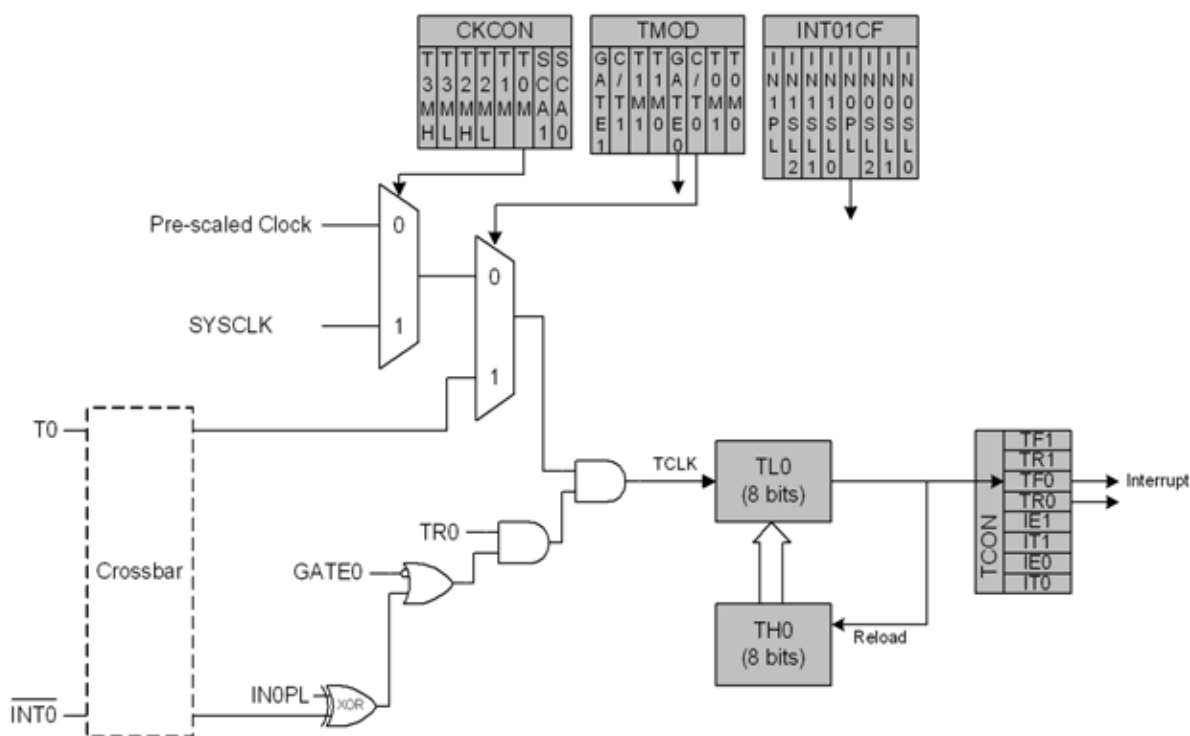 CKCON
T3MH T3ML T2MH T2ML T1M T0M SCA1 SCA0
TMOD
GATE1 C/T1 T1M1 T1M0 GATE0 C/T0 T0M1 T0M0
INT01CF
IN1PL IN1SL2 IN1SL1 IN1SL0 IN0PL IN0SL2 IN0SL1 IN0SL0
Pre-scaled Clock
0
SYSCLK
1
0
1
T0
Crossbar
INT0
GATE0
TR0
IN0PL
XOR
TCLK
TL0
(8 bits)
TH0
(8 bits)
Reload
TCON
TF1
TR1
TF0
TR0
IE1
IT1
IE0
IT0
Interrupt